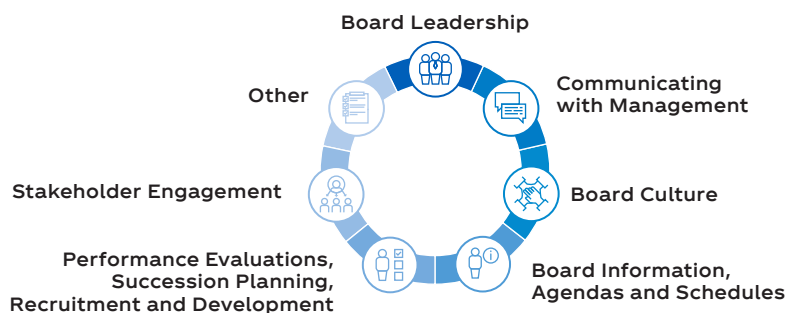 Board Leadership
Communicating
with Management
Board Culture
Board Information,
Agendas and Schedules
Performance Evaluations,
Succession Planning,
Recruitment and Development
Stakeholder Engagement
Other